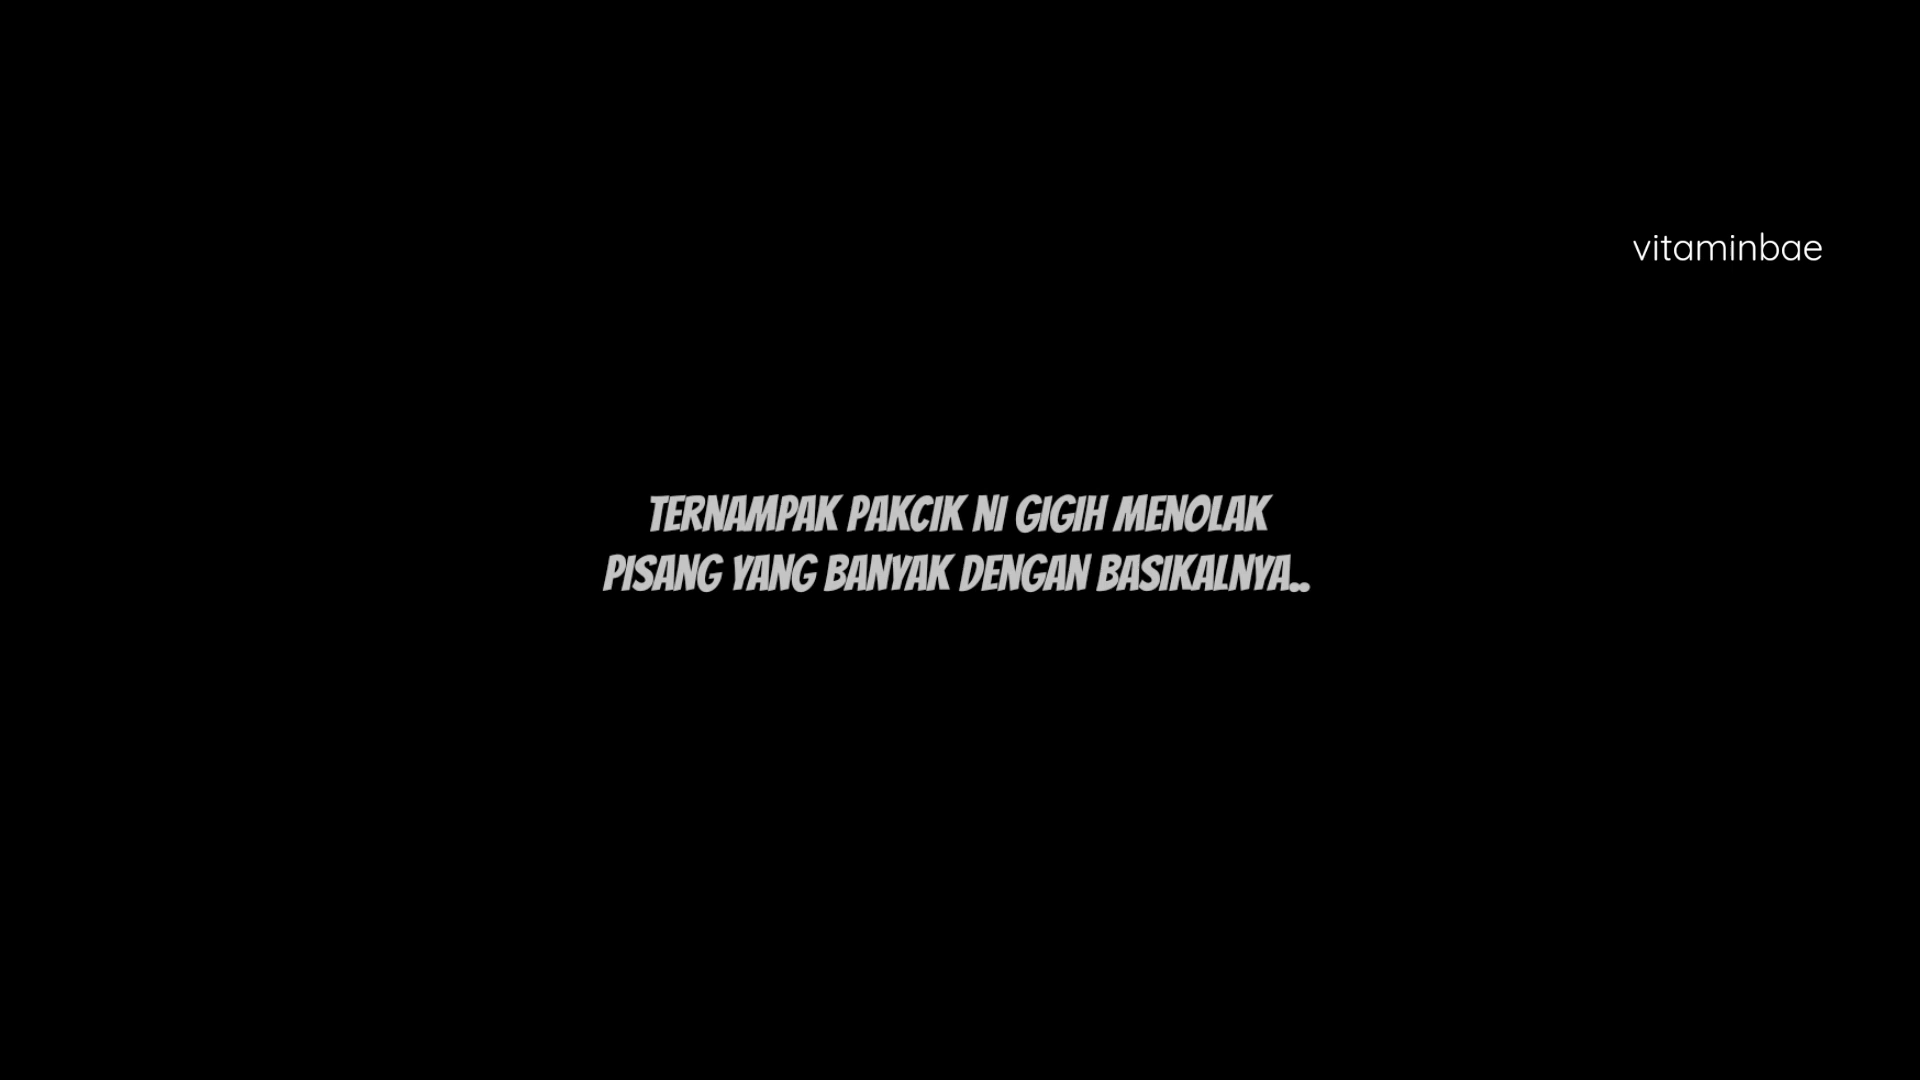 vitaminbae
TERNAMPAK PAKCIK NI GIGIH MENOLAK
PISANG YANG BANYAK DENGAN BASIKALNYA..